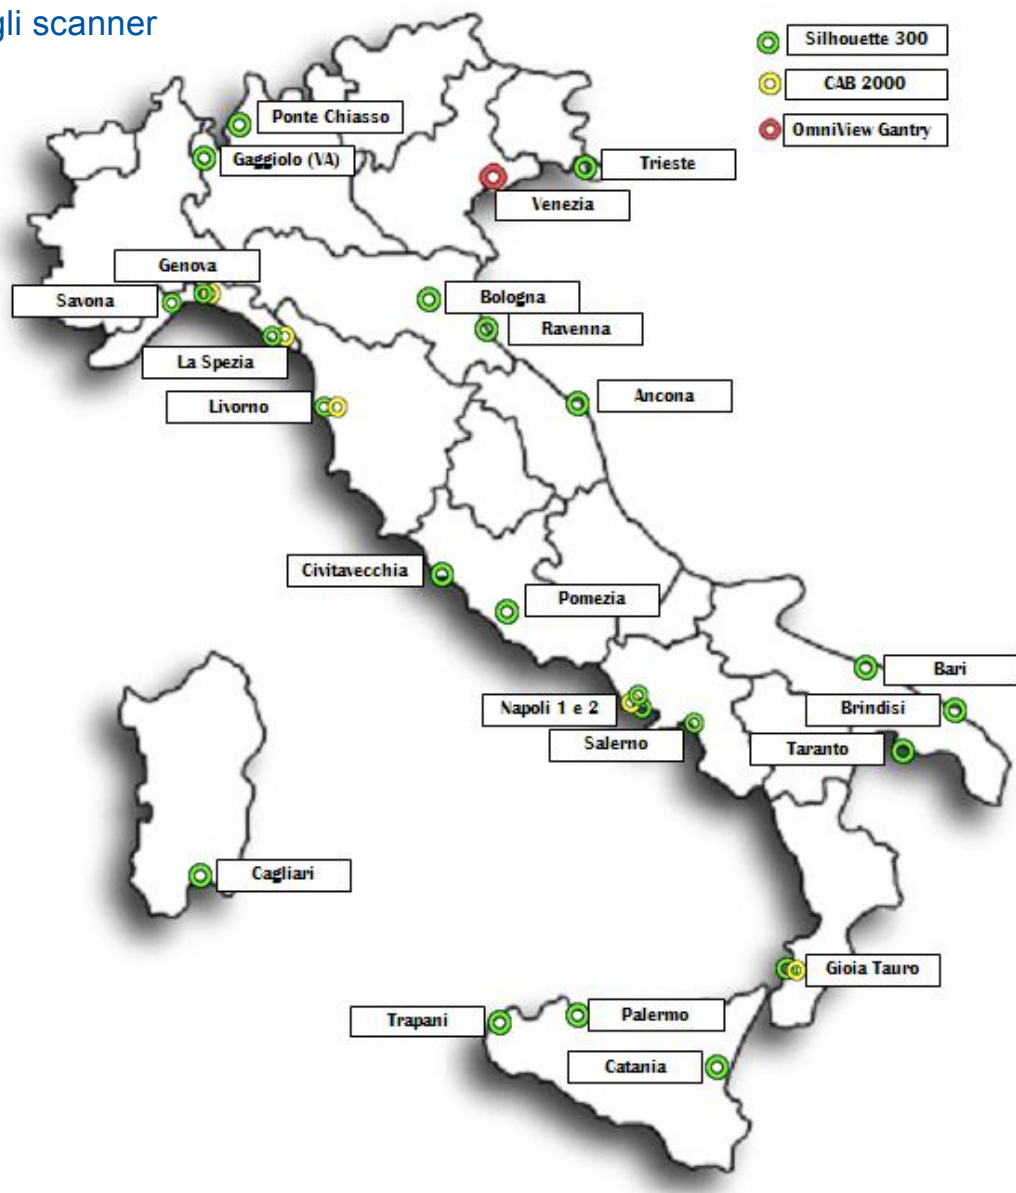 gli scanner
Silhouette 300
CAB 2000
OmniView Gantry
Ponte Chiasso
Gaggiolo (VA)
Trieste
Venezia
Genova
Savona
Bologna
Ravenna
La Spezia
Livorno
Ancona
Civitavecchia
Pomezia
Bari
Napoli 1 e 2
Brindisi
Salerno
Taranto
Cagliari
Gioia Tauro
Trapani
Palermo
Catania